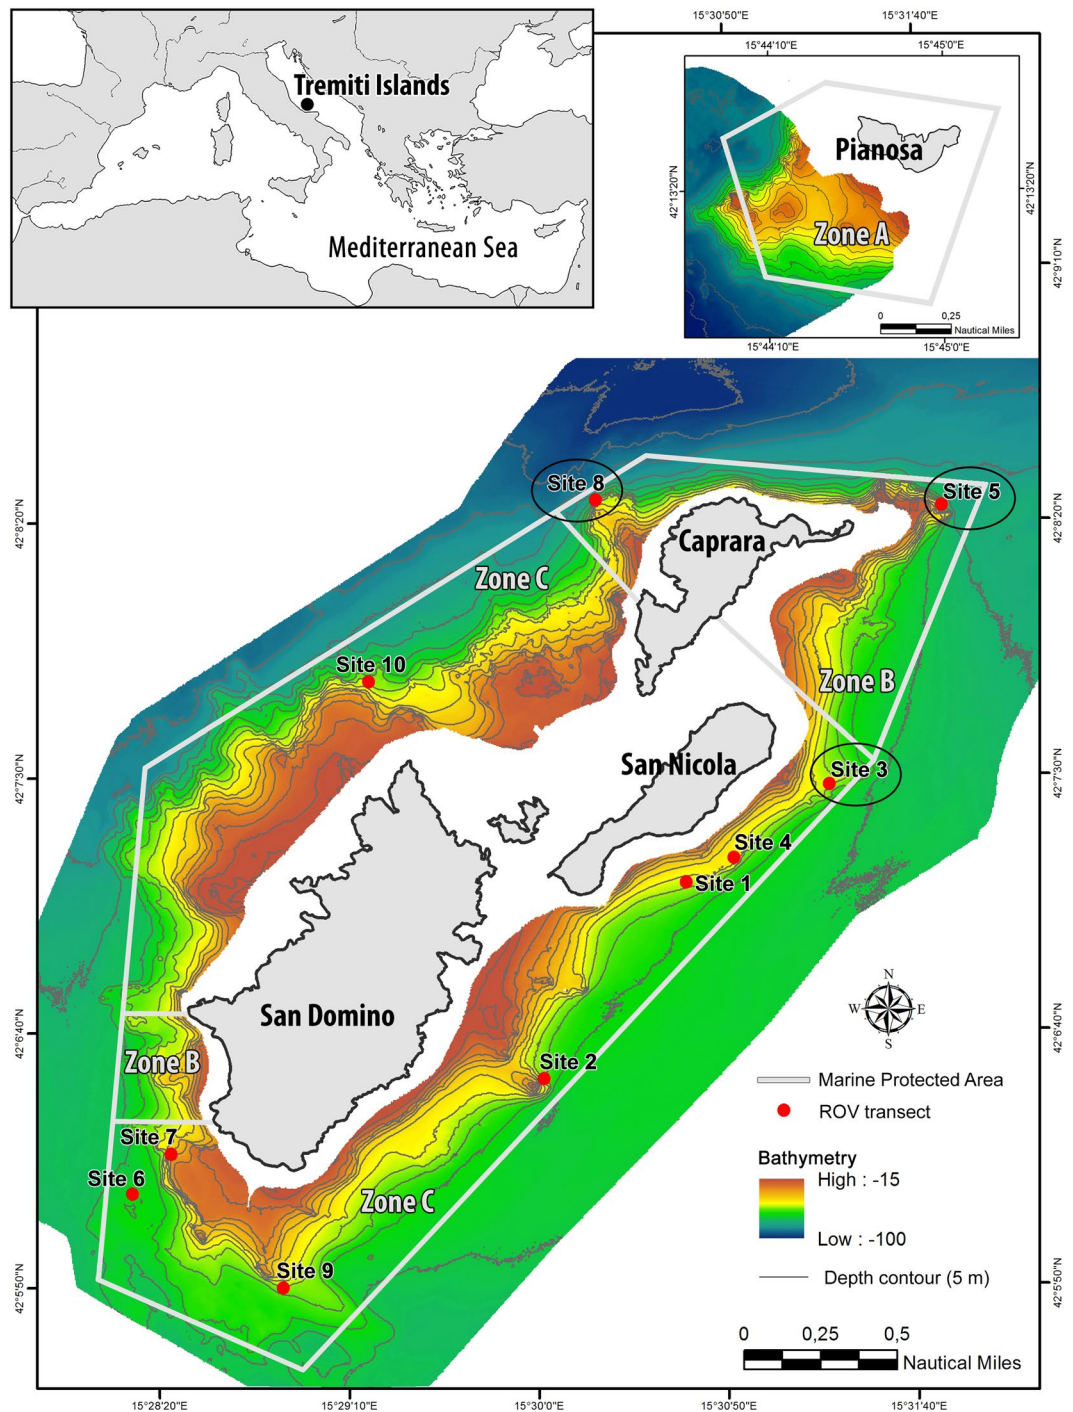 15°30'50"E
15°31'40"E
Tremiti Islands
Mediterranean Sea
15°44'10"E
15°45'0"E
Pianosa
Zone A
42°13'20"N
42°13'20"N
0
0,25
Nautical Miles
15°44'10"E
15°45'0"E
42°9'10"N
Site 8
Site 5
42°8'20"N
42°8'20"N
Caprara
Zone C
Site 10
Zone B
San Nicola
Site 3
42°7'30"N
42°7'30"N
Site 4
Site 1
San Domino
42°6'40"N
42°6'40"N
N
W
E
S
Zone B
Site 2
Marine Protected Area
ROV transect
Site 7
Site 6
Zone C
Bathymetry
High : -15
Low : -100
Site 9
Depth contour (5 m)
42°5'50"N
42°5'50"N
0
0,25
0,5
Nautical Miles
15°28'20"E
15°29'10"E
15°30'0"E
15°30'50"E
15°31'40"E